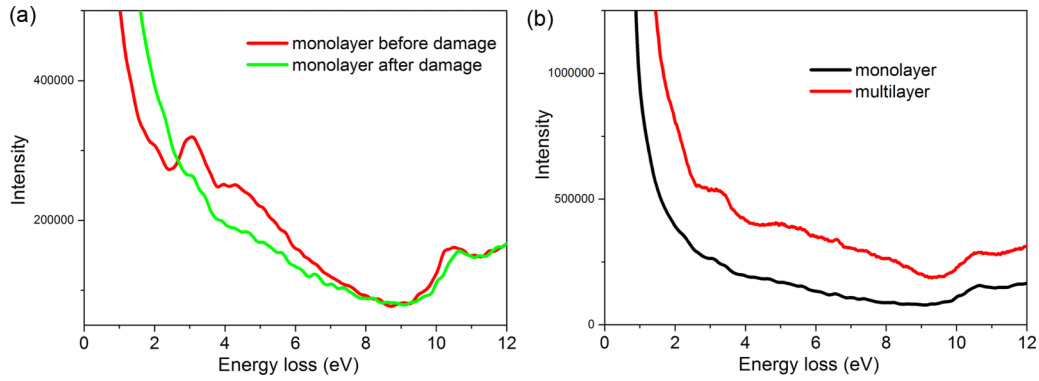 (a)
monolayer before damage
monolayer after damage
400000
200000
Intensity
0 2 4 6 8 10 12
Energy loss (eV)
(b)
monolayer
multilayer
1000000
500000
0
Intensity
0 2 4 6 8 10 12
Energy loss (eV)